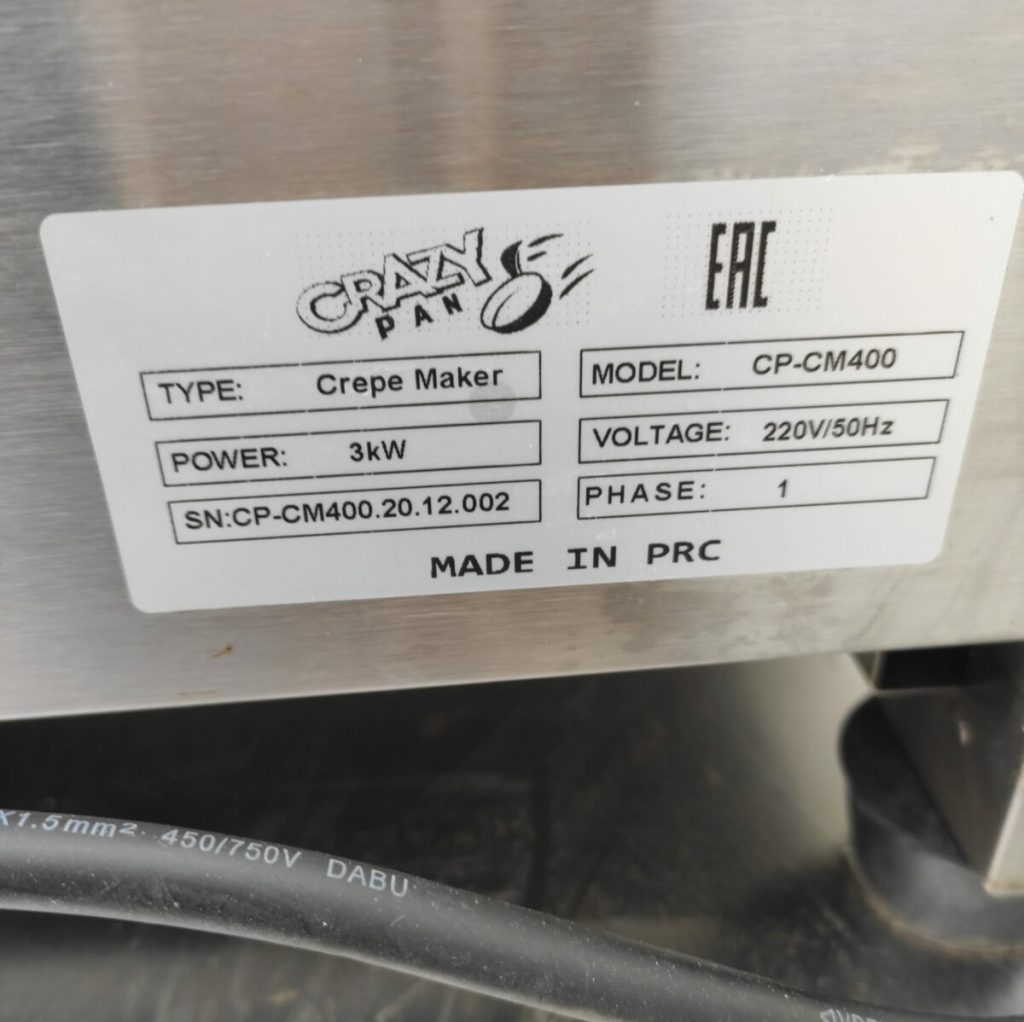 CRAZY
PAN
EAC
TYPE: Crepe Maker
MODEL: CP-CM400
POWER: 3kW
VOLTAGE: 220V/50Hz
SN:CP-CM400.20.12.002
PHASE: 1
MADE IN PRC
X1.5mm² 450/750V DABU